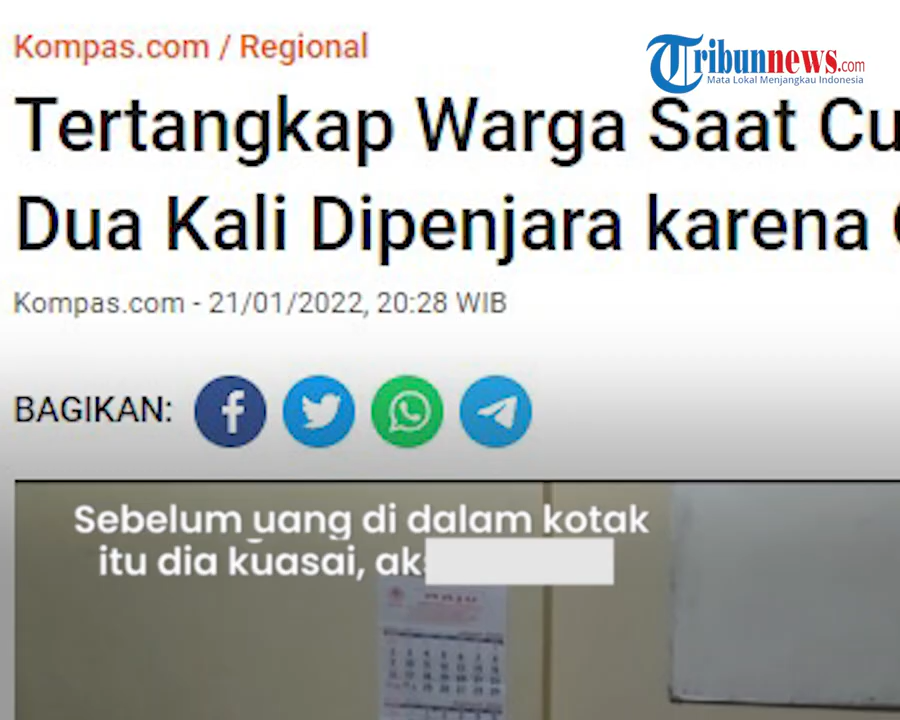 Kompas.com / Regional
Tribunnews.com
Mata Lokal Menjangkau Indonesia
Tertangkap Warga Saat Cu
Dua Kali Dipenjara karena
Kompas.com - 21/01/2022, 20:28 WIB
BAGIKAN:
Sebelum uang di dalam kotak
itu dia kuasai,